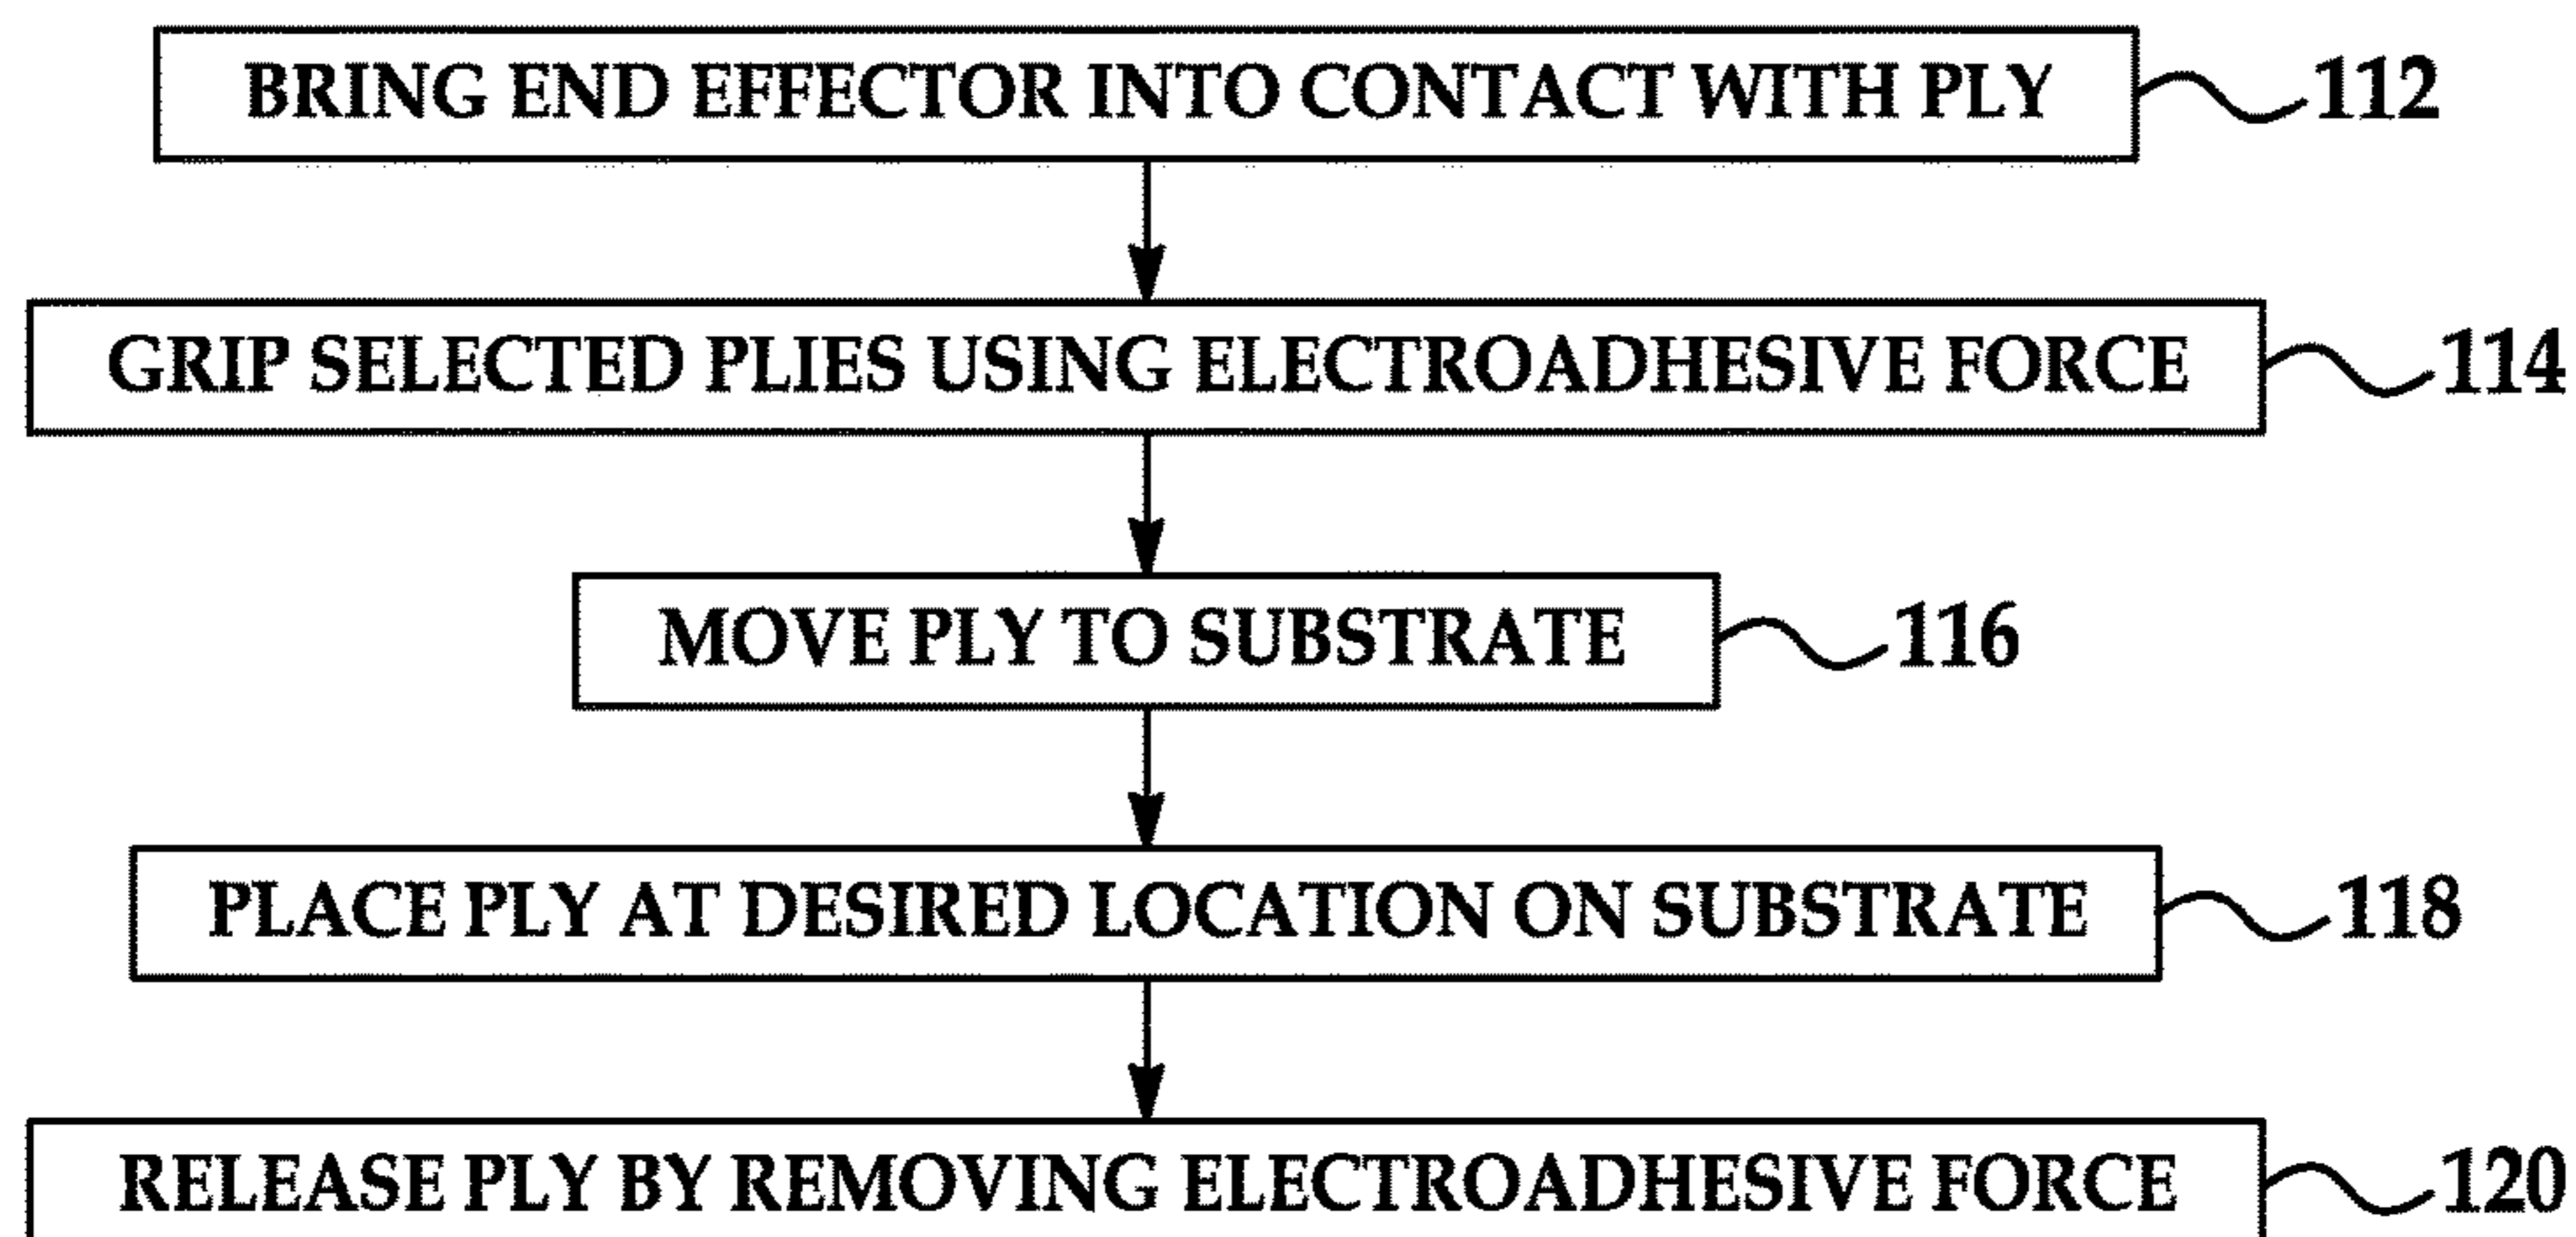 BRING END EFFECTOR INTO CONTACT WITH PLY 112
GRIP SELECTED PLIES USING ELECTROADHESIVE FORCE 114
MOVE PLY TO SUBSTRATE 116
PLACE PLY AT DESIRED LOCATION ON SUBSTRATE 118
RELEASE PLY BY REMOVING ELECTROADHESIVE FORCE 120